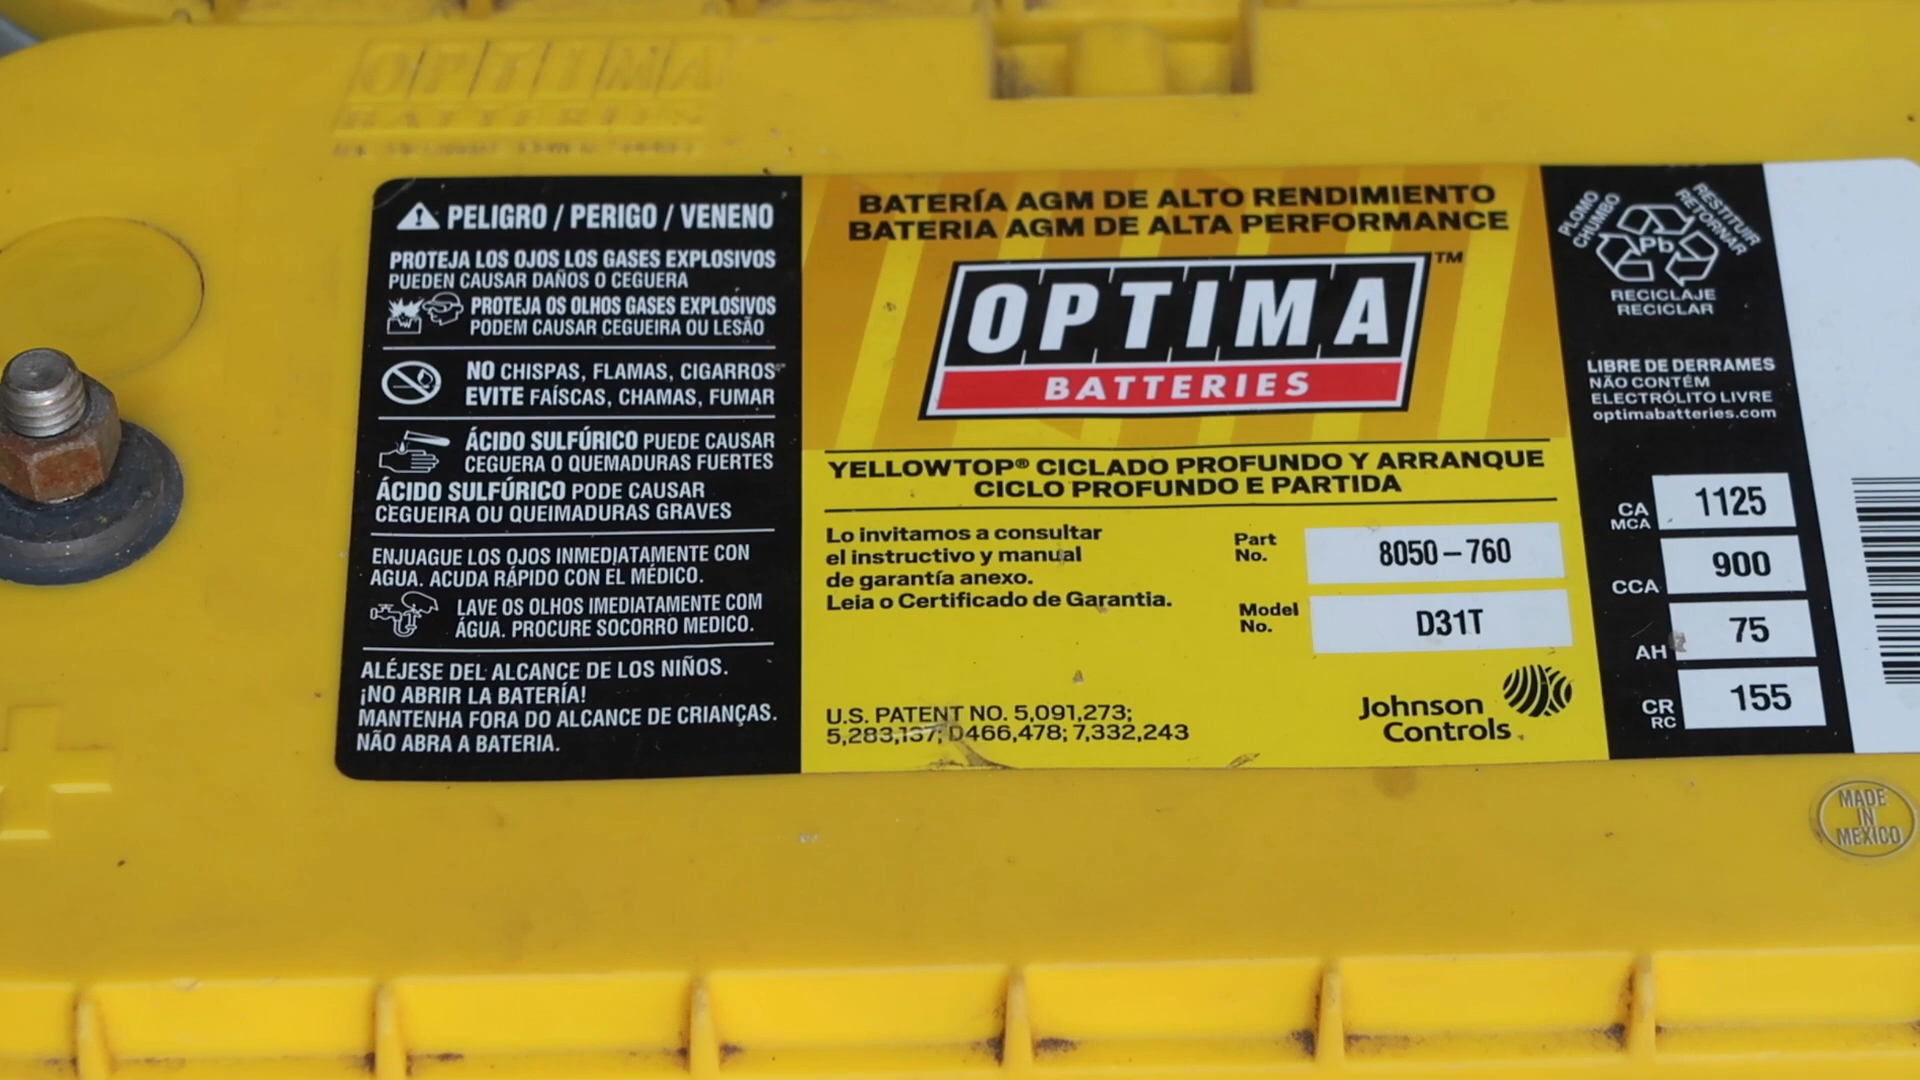 OPTIMA
BATTERIES
PELIGRO / PERIGO / VENENO
PROTEJA LOS OJOS LOS GASES EXPLOSIVOS
PUEDEN CAUSAR DAÑOS O CEGUERA
PROTEJA OS OLHOS GASES EXPLOSIVOS
PODEM CAUSAR CEGUEIRA OU LESÃO
NO CHISPAS, FLAMAS, CIGARROS
EVITE FAÍSCAS, CHAMAS, FUMAR
ÁCIDO SULFÚRICO PUEDE CAUSAR
CEGUERA O QUEMADURAS FUERTES
ÁCIDO SULFÚRICO PODE CAUSAR
CEGUEIRA OU QUEIMADURAS GRAVES
ENJUAGUE LOS OJOS INMEDIATAMENTE CON
AGUA. ACUDA RÁPIDO CON EL MÉDICO.
LAVE OS OLHOS IMEDIATAMENTE COM
ÁGUA. PROCURE SOCORRO MEDICO.
ALÉJESE DEL ALCANCE DE LOS NIÑOS.
¡NO ABRIR LA BATERÍA!
MANTENHA FORA DO ALCANCE DE CRIANÇAS.
NÃO ABRA A BATERIA.
BATERÍA AGM DE ALTO RENDIMIENTO
BATERIA AGM DE ALTA PERFORMANCE
OPTIMA™
BATTERIES
YELLOWTOP® CICLADO PROFUNDO Y ARRANQUE
CICLO PROFUNDO E PARTIDA
Lo invitamos a consultar
el instructivo y manual
de garantía anexo.
Leia o Certificado de Garantia.
Part No. 8050-760
Model No. D31T
U.S. PATENT NO. 5,091,273;
5,283,137; D466,478; 7,332,243
Johnson
Controls
PLOMO
CHUMBO
RESTITUIR
RETORNAR
Pb
RECICLAJE
RECICLAR
LIBRE DE DERRAMES
NÃO CONTÉM
ELECTRÓLITO LIVRE
optimabatteries.com
CA MCA 1125
CCA 900
AH 75
CR RC 155
MADE
IN
MEXICO